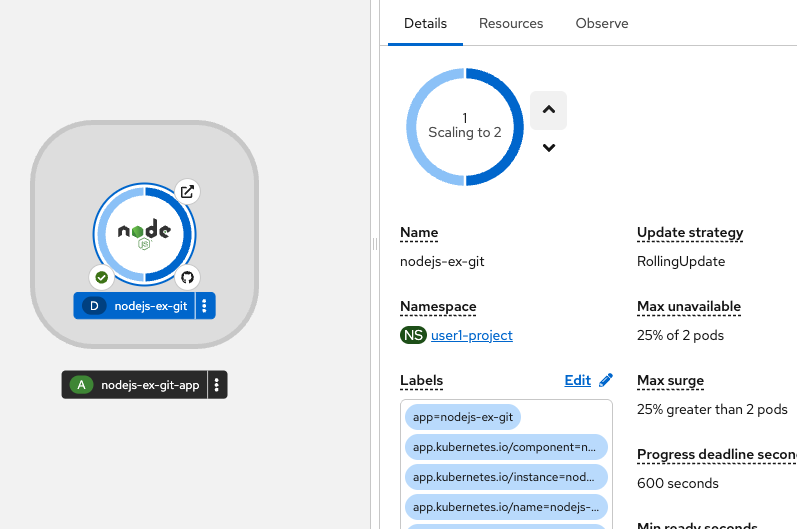 Details Resources Observe
1
Scaling to 2
node
JS
D nodejs-ex-git
A nodejs-ex-git-app
Name
nodejs-ex-git
Namespace
NS user1-project
Labels Edit
app=nodejs-ex-git
app.kubernetes.io/component=n...
app.kubernetes.io/instance=nod...
app.kubernetes.io/name=nodejs-...
Update strategy
RollingUpdate
Max unavailable
25% of 2 pods
Max surge
25% greater than 2 pods
Progress deadline secon
600 seconds
Min ready seconds